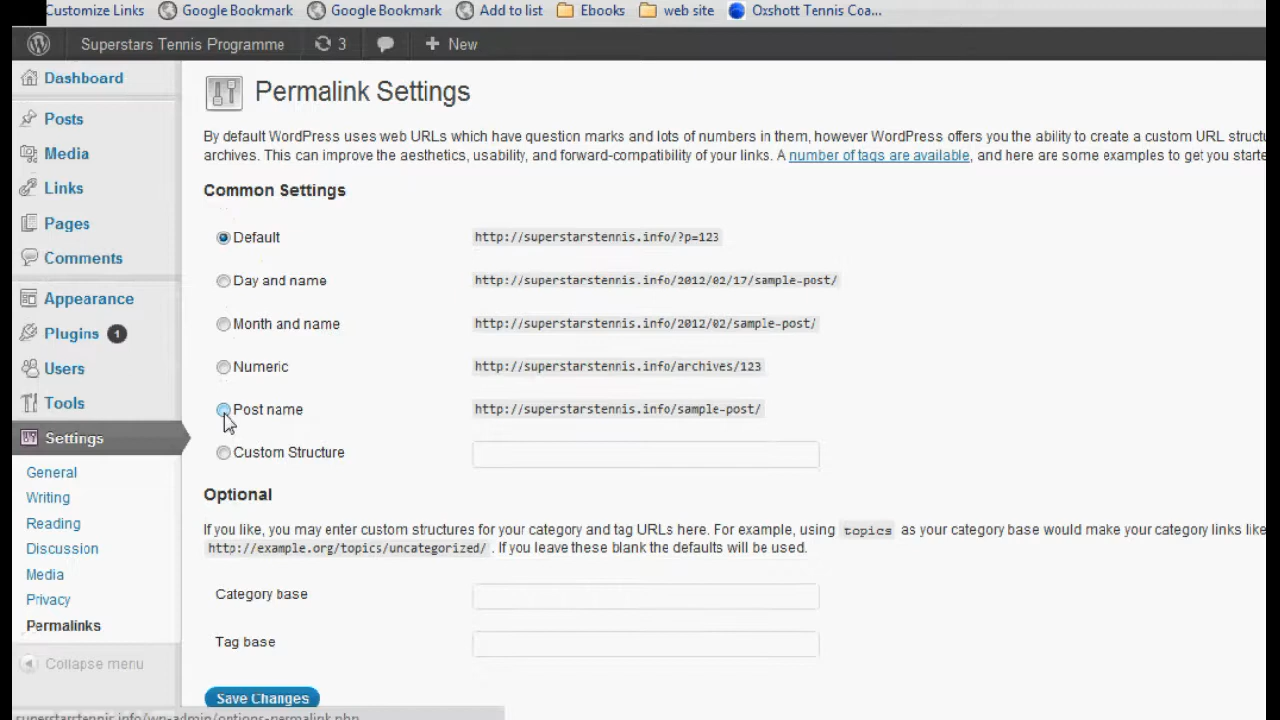 Customize Links Google Bookmark Google Bookmark Add to list Ebooks web site Oxshott Tennis Coa...
Superstars Tennis Programme 3 + New
Dashboard
Posts
Media
Links
Pages
Comments
Appearance
Plugins 1
Users
Tools
Settings
General
Writing
Reading
Discussion
Media
Privacy
Permalinks
Collapse menu
Permalink Settings
By default WordPress uses web URLs which have question marks and lots of numbers in them, however WordPress offers you the ability to create a custom URL
archives. This can improve the aesthetics, usability, and forward-compatibility of your links. A number of tags are available, and here are some examples to get you
Common Settings
Default http://superstarstennis.info/?p=123
Day and name http://superstarstennis.info/2012/02/17/sample-post/
Month and name http://superstarstennis.info/2012/02/sample-post/
Numeric http://superstarstennis.info/archives/123
Post name http://superstarstennis.info/sample-post/
Custom Structure
Optional
If you like, you may enter custom structures for your category and tag URLs here. For example, using topics as your category base would make your category links like
http://example.org/topics/uncategorized/ . If you leave these blank the defaults will be used.
Category base
Tag base
Save Changes
superstarstennis.info/wp-admin/options-permalink.php